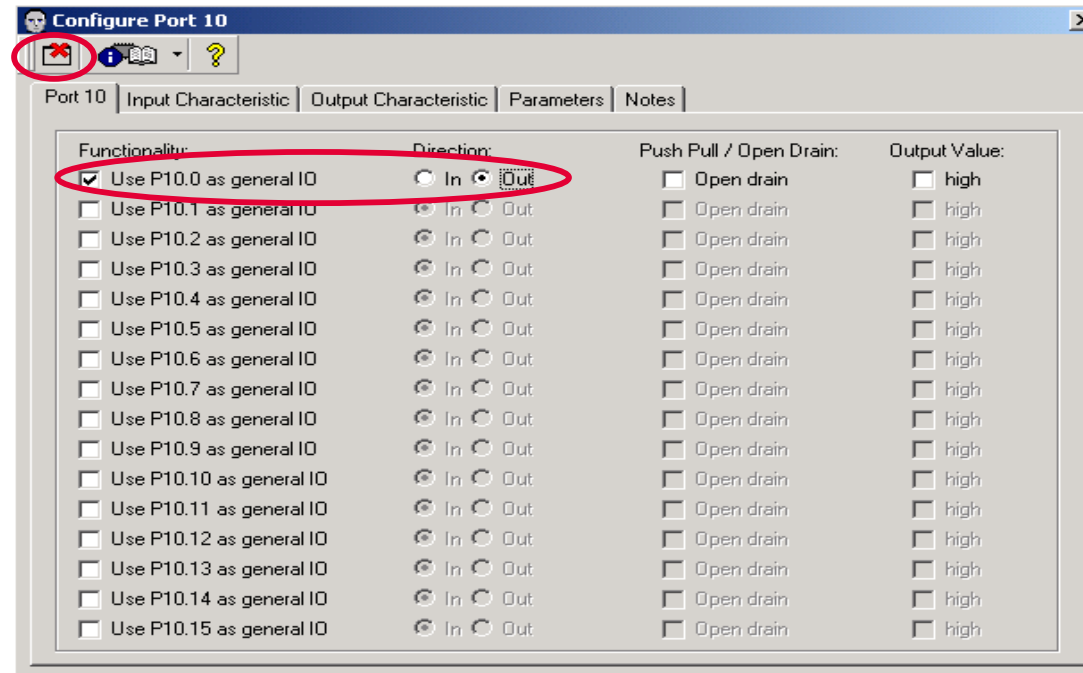 Configure Port 10
Port 10 Input Characteristic Output Characteristic Parameters Notes
Functionality: Direction: Push Pull / Open Drain: Output Value:
Use P10.0 as general IO In Out Open drain high
Use P10.1 as general IO In Out Open drain high
Use P10.2 as general IO In Out Open drain high
Use P10.3 as general IO In Out Open drain high
Use P10.4 as general IO In Out Open drain high
Use P10.5 as general IO In Out Open drain high
Use P10.6 as general IO In Out Open drain high
Use P10.7 as general IO In Out Open drain high
Use P10.8 as general IO In Out Open drain high
Use P10.9 as general IO In Out Open drain high
Use P10.10 as general IO In Out Open drain high
Use P10.11 as general IO In Out Open drain high
Use P10.12 as general IO In Out Open drain high
Use P10.13 as general IO In Out Open drain high
Use P10.14 as general IO In Out Open drain high
Use P10.15 as general IO In Out Open drain high